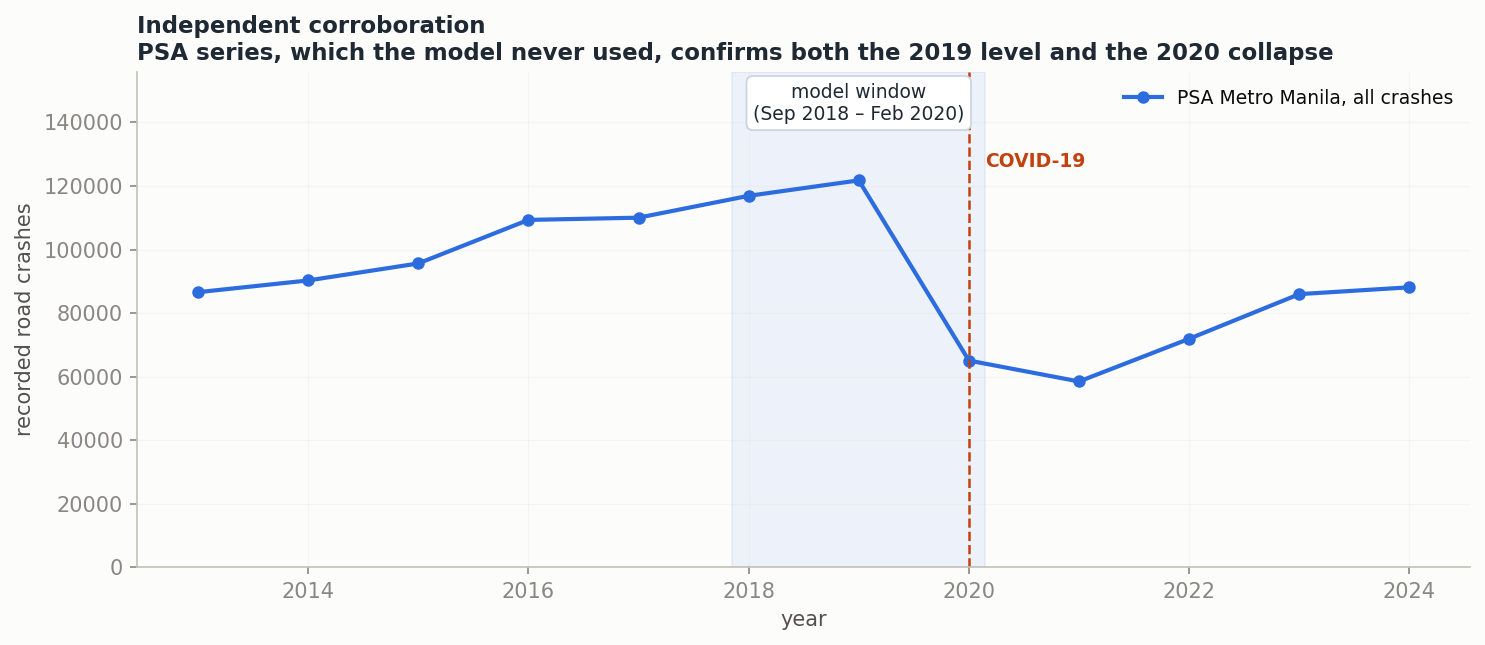 Independent corroboration
PSA series, which the model never used, confirms both the 2019 level and the 2020 collapse
model window
(Sep 2018 – Feb 2020)
PSA Metro Manila, all crashes
COVID-19
recorded road crashes
140000
120000
100000
80000
60000
40000
20000
0
2014
2016
2018
2020
2022
2024
year